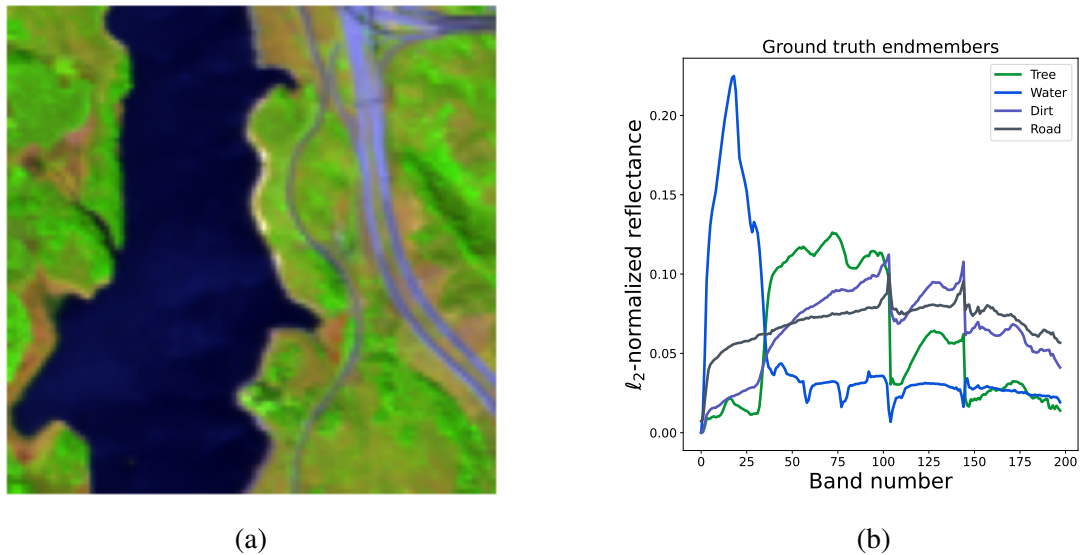 Ground truth endmembers
Tree
Water
Dirt
Road
ℓ₂-normalized reflectance
0.20
0.15
0.10
0.05
0.00
0 25 50 75 100 125 150 175 200
Band number
(a) (b)